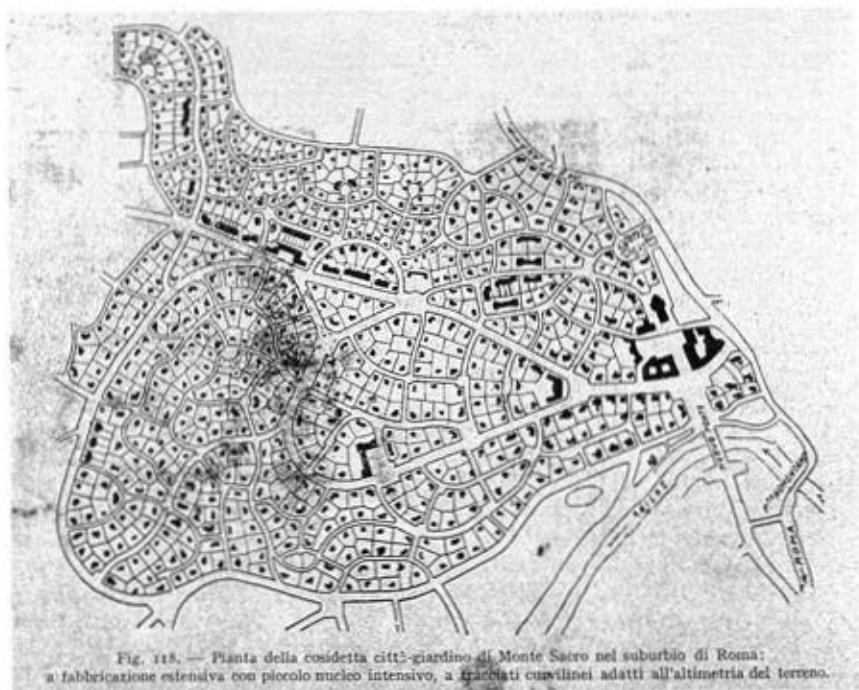 Fig. 118. — Pianta della cosidetta città-giardino di Monte Sacro nel suburbio di Roma:
a fabbricazione estensiva con piccolo nucleo intensivo, a tracciati curvilinei adatti all'altimetria del terreno.
ROMA